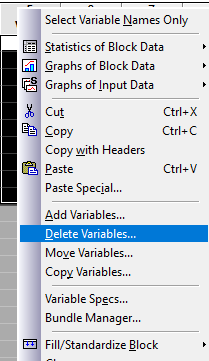 Select Variable Names Only
Statistics of Block Data
Graphs of Block Data
Graphs of Input Data
Cut Ctrl+X
Copy Ctrl+C
Copy with Headers
Paste Ctrl+V
Paste Special...
Add Variables...
Delete Variables...
Move Variables...
Copy Variables...
Variable Specs...
Bundle Manager...
Fill/Standardize Block